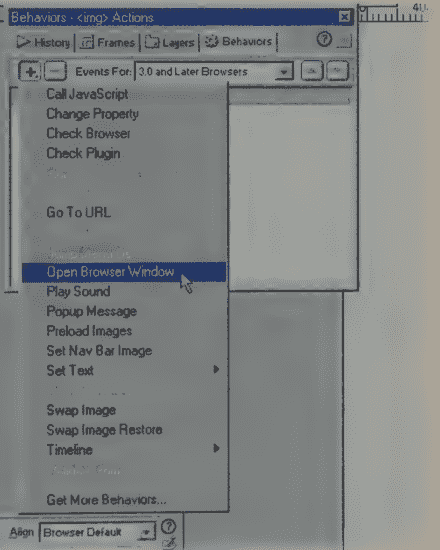 Behaviors - <img> Actions
History Frames Layers Behaviors
Events For: 3.0 and Later Browsers
Call JavaScript
Change Property
Check Browser
Check Plugin
Go To URL
Open Browser Window
Play Sound
Popup Message
Preload Images
Set Nav Bar Image
Set Text
Swap Image
Swap Image Restore
Timeline
Get More Behaviors...
Align Browser Default